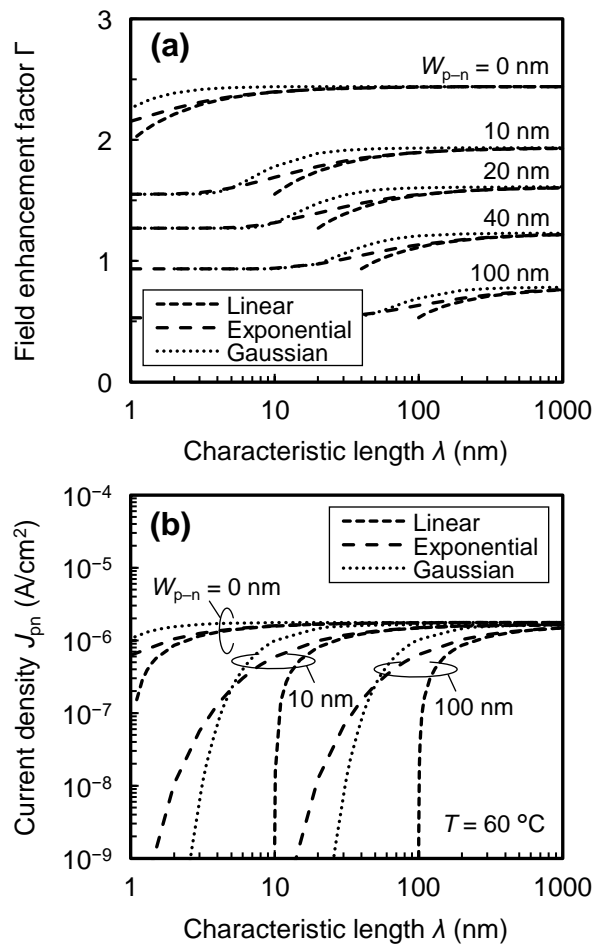 (a)
W_p–n = 0 nm
10 nm
20 nm
40 nm
100 nm
Linear
Exponential
Gaussian
Field enhancement factor Γ
3
2
1
0
1 10 100 1000
Characteristic length λ (nm)
(b)
Linear
Exponential
Gaussian
W_p–n = 0 nm
10 nm
100 nm
T = 60 °C
Current density J_pn (A/cm²)
10⁻⁴
10⁻⁵
10⁻⁶
10⁻⁷
10⁻⁸
10⁻⁹
1 10 100 1000
Characteristic length λ (nm)